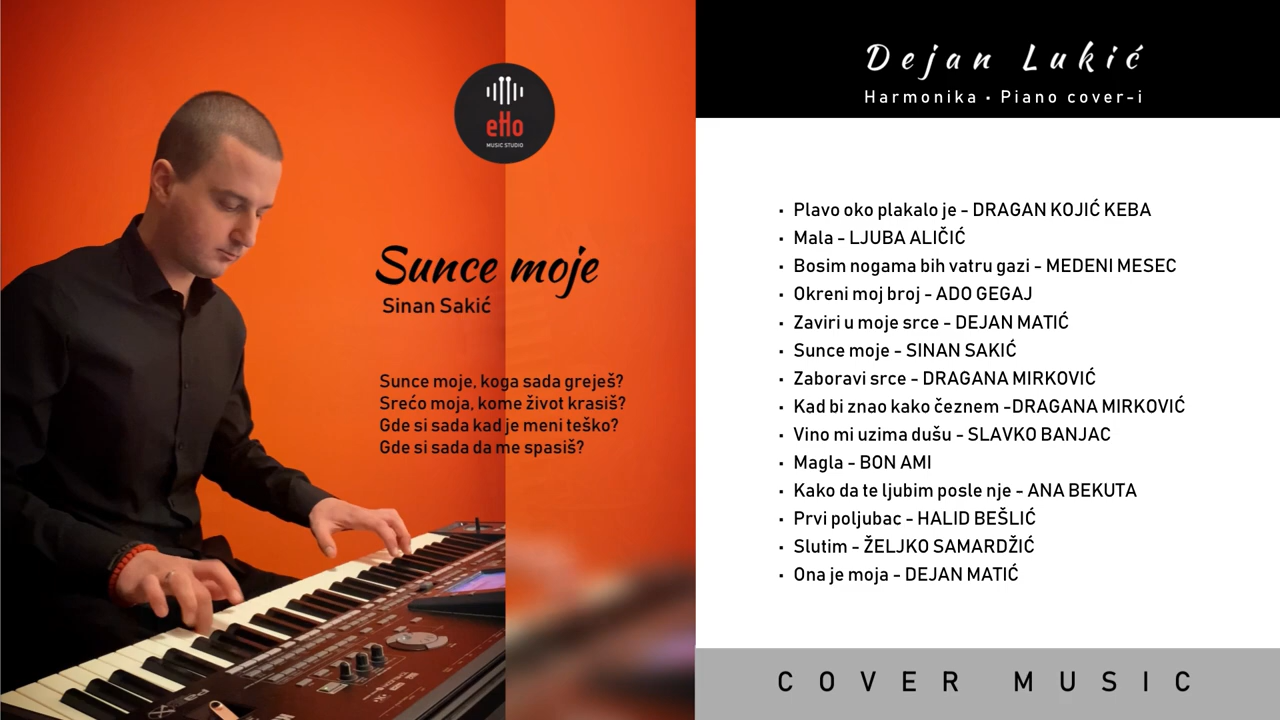 eHo
MUSIC STUDIO
Sunce moje
Sinan Sakić
Sunce moje, koga sada greješ?
Srećo moja, kome život krasiš?
Gde si sada kad je meni teško?
Gde si sada da me spasiš?
Dejan Lukić
Harmonika • Piano cover-i
• Plavo oko plakalo je - DRAGAN KOJIĆ KEBA
• Mala - LJUBA ALIČIĆ
• Bosim nogama bih vatru gazi - MEDENI MESEC
• Okreni moj broj - ADO GEGAJ
• Zaviri u moje srce - DEJAN MATIĆ
• Sunce moje - SINAN SAKIĆ
• Zaboravi srce - DRAGANA MIRKOVIĆ
• Kad bi znao kako čeznem -DRAGANA MIRKOVIĆ
• Vino mi uzima dušu - SLAVKO BANJAC
• Magla - BON AMI
• Kako da te ljubim posle nje - ANA BEKUTA
• Prvi poljubac - HALID BEŠLIĆ
• Slutim - ŽELJKO SAMARDŽIĆ
• Ona je moja - DEJAN MATIĆ
COVER MUSIC